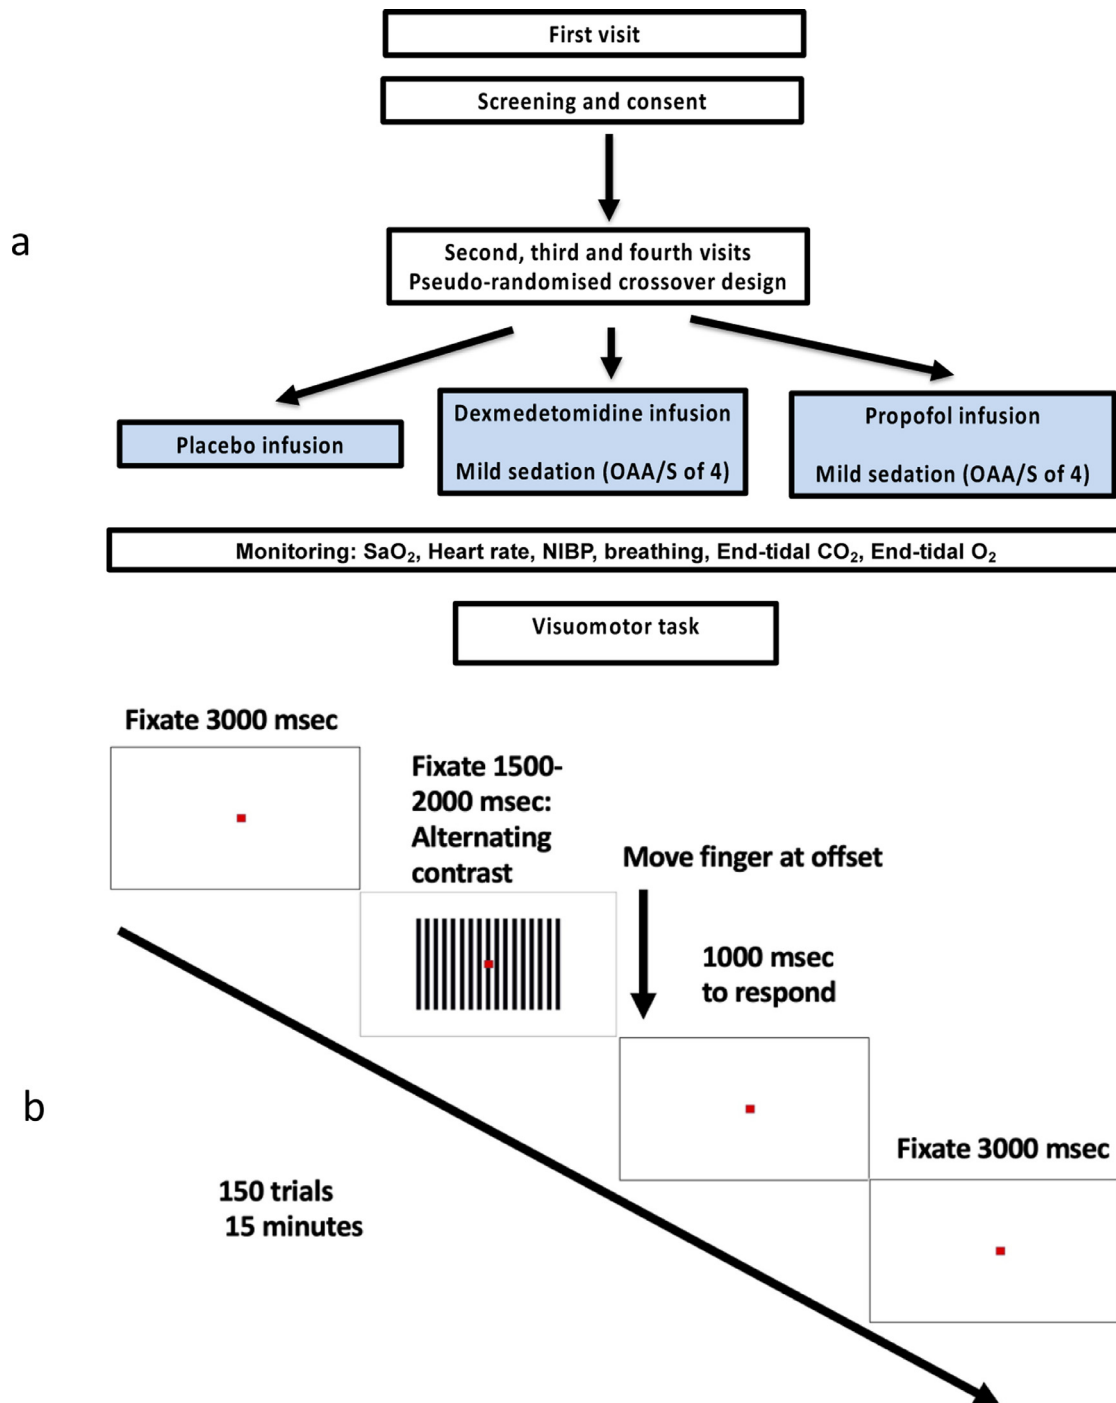 First visit
Screening and consent
a
Second, third and fourth visits
Pseudo-randomised crossover design
Placebo infusion
Dexmedetomidine infusion
Mild sedation (OAA/S of 4)
Propofol infusion
Mild sedation (OAA/S of 4)
Monitoring: SaO₂, Heart rate, NIBP, breathing, End-tidal CO₂, End-tidal O₂
Visuomotor task
b
Fixate 3000 msec
Fixate 1500-
2000 msec:
Alternating
contrast
Move finger at offset
1000 msec
to respond
Fixate 3000 msec
150 trials
15 minutes